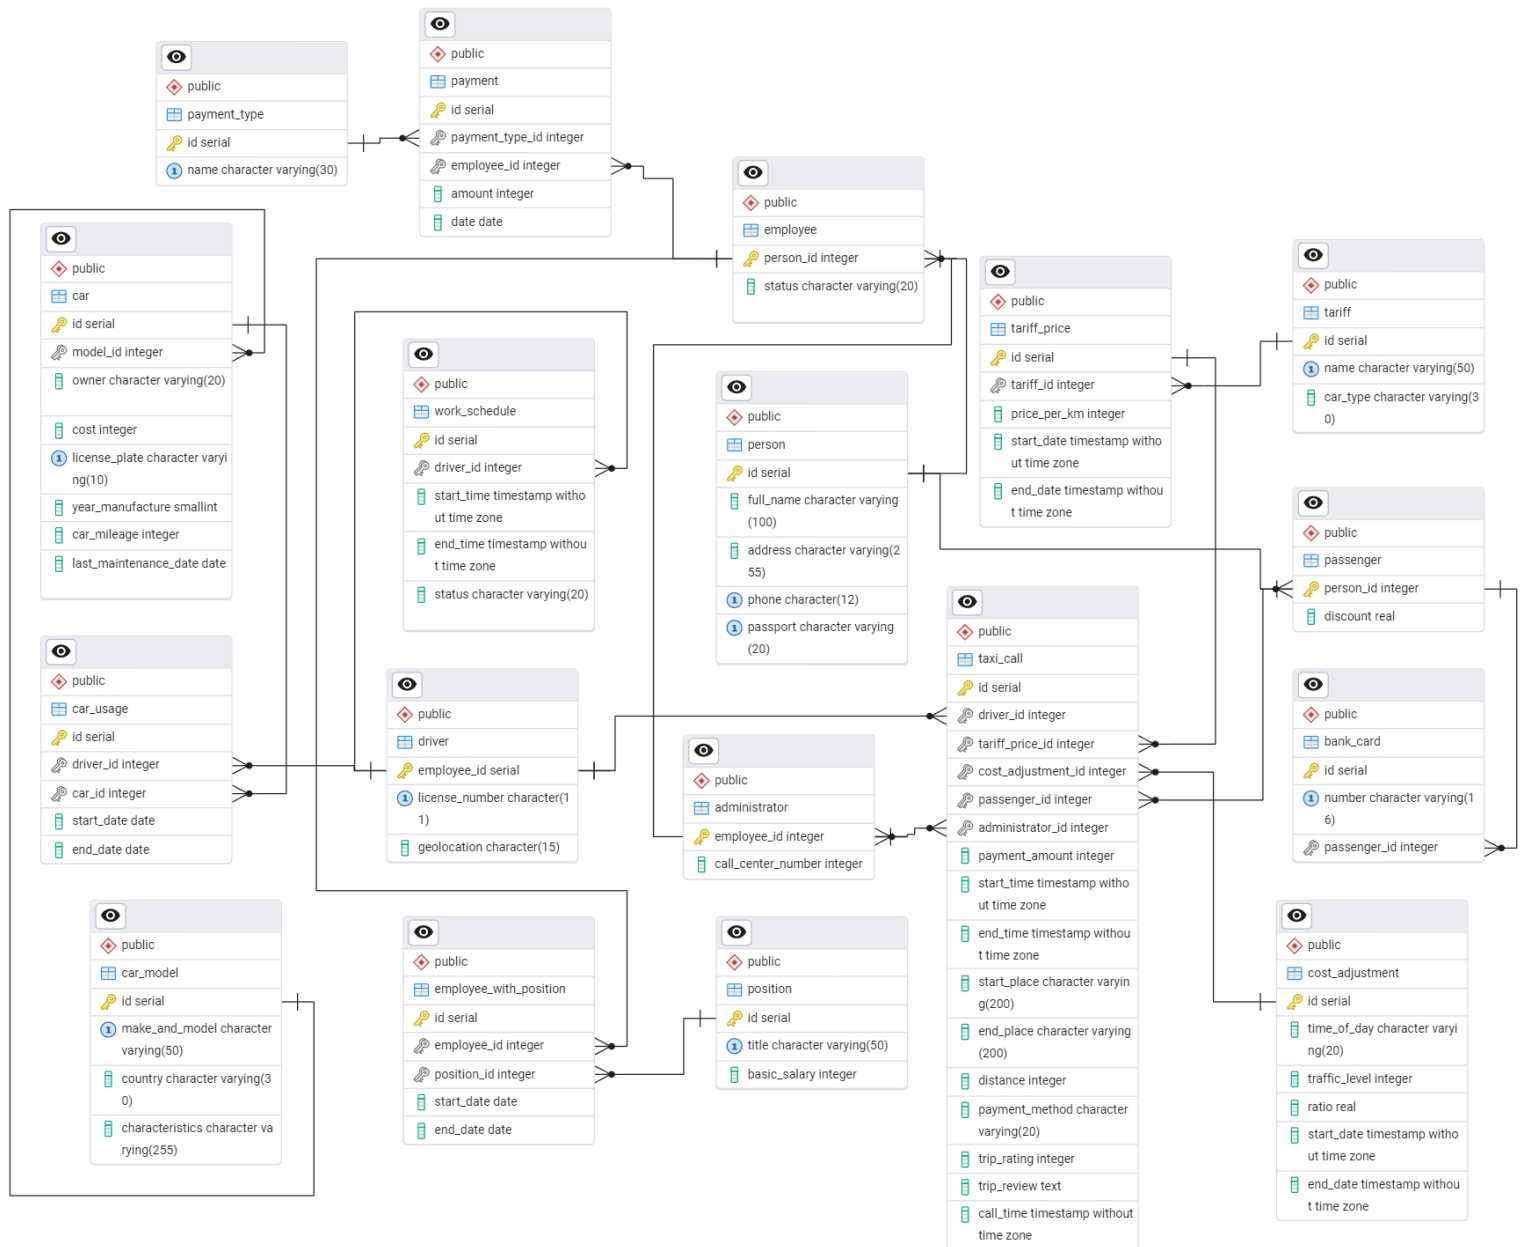 public
payment_type
id serial
name character varying(30)
public
payment
id serial
payment_type_id integer
employee_id integer
amount integer
date date
public
employee
person_id integer
status character varying(20)
public
car
id serial
model_id integer
owner character varying(20)
cost integer
license_plate character varyi
ng(10)
year_manufacture smallint
car_mileage integer
last_maintenance_date date
public
work_schedule
id serial
driver_id integer
start_time timestamp witho
ut time zone
end_time timestamp withou
t time zone
status character varying(20)
public
person
id serial
full_name character varying
(100)
address character varying(2
55)
phone character(12)
passport character varying
(20)
public
tariff_price
id serial
tariff_id integer
price_per_km integer
start_date timestamp witho
ut time zone
end_date timestamp withou
t time zone
public
tariff
id serial
name character varying(50)
car_type character varying(3
0)
public
passenger
person_id integer
discount real
public
car_usage
id serial
driver_id integer
car_id integer
start_date date
end_date date
public
driver
employee_id serial
license_number character(1
1)
geolocation character(15)
public
administrator
employee_id integer
call_center_number integer
public
taxi_call
id serial
driver_id integer
tariff_price_id integer
cost_adjustment_id integer
passenger_id integer
administrator_id integer
payment_amount integer
start_time timestamp witho
ut time zone
end_time timestamp withou
t time zone
start_place character varyin
g(200)
end_place character varying
(200)
distance integer
payment_method character
varying(20)
trip_rating integer
trip_review text
call_time timestamp without
time zone
public
bank_card
id serial
number character varying(1
6)
passenger_id integer
public
car_model
id serial
make_and_model character
varying(50)
country character varying(3
0)
characteristics character va
rying(255)
public
employee_with_position
id serial
employee_id integer
position_id integer
start_date date
end_date date
public
position
id serial
title character varying(50)
basic_salary integer
public
cost_adjustment
id serial
time_of_day character varyi
ng(20)
traffic_level integer
ratio real
start_date timestamp witho
ut time zone
end_date timestamp withou
t time zone